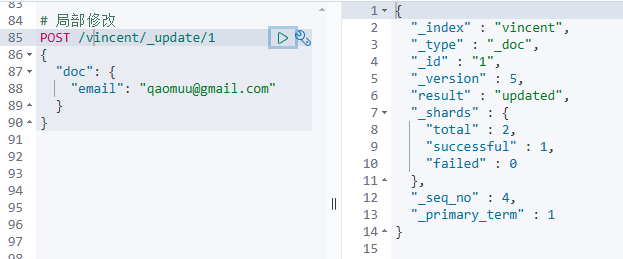 83
84
# 局部修改
85 POST /vincent/_update/1
86 {
87 "doc": {
88 "email": "qaomuu@gmail.com"
89 }
90 }
91
92
93
94
95
96
97
98
1 {
2 "_index" : "vincent",
3 "_type" : "_doc",
4 "_id" : "1",
5 "_version" : 5,
6 "result" : "updated",
7 "_shards" : {
8 "total" : 2,
9 "successful" : 1,
10 "failed" : 0
11 },
12 "_seq_no" : 4,
13 "_primary_term" : 1
14 }
15